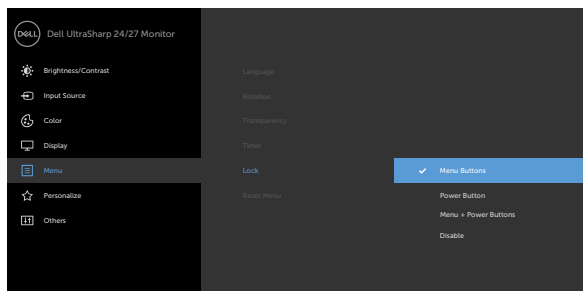 DELL
Dell UltraSharp 24/27 Monitor
Brightness/Contrast
Input Source
Color
Display
Menu
Personalize
Others
Language
Rotation
Transparency
Timer
Lock
Reset Menu
Menu Buttons
Power Button
Menu + Power Buttons
Disable